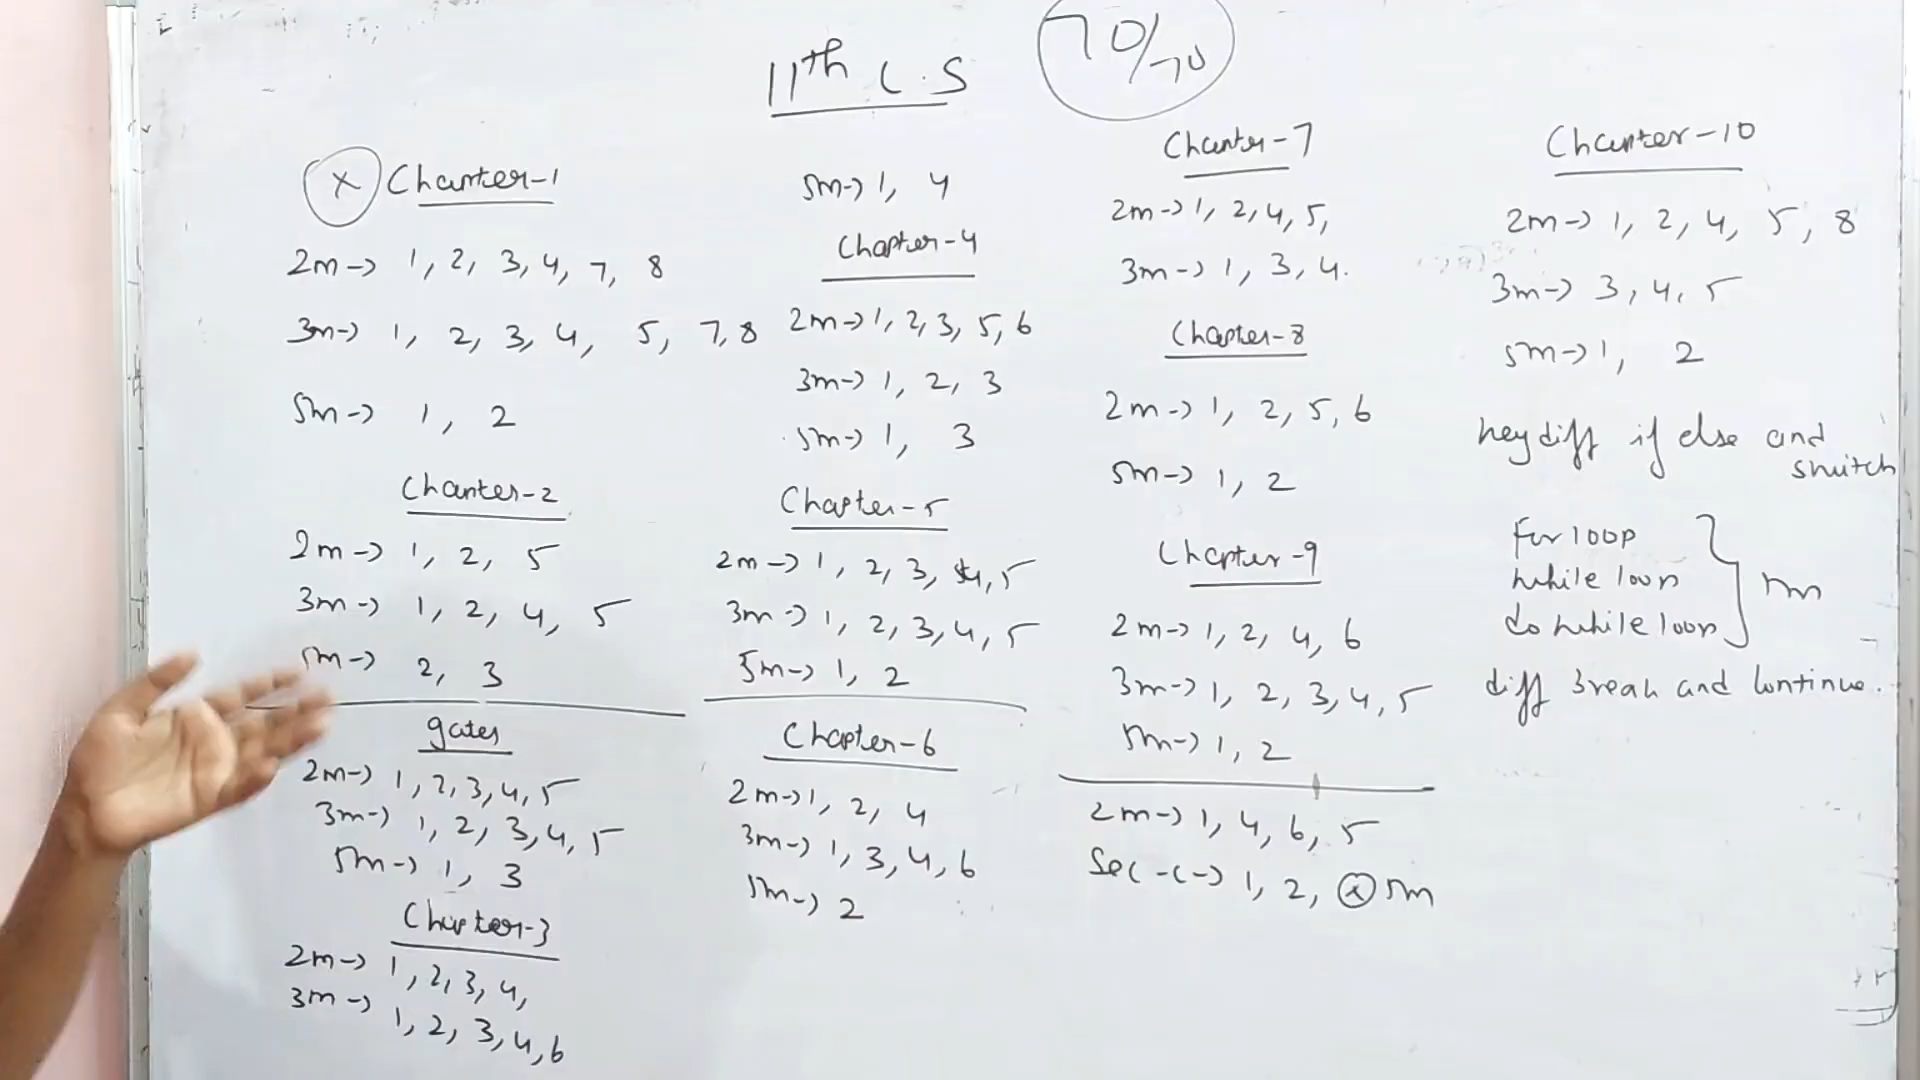 11th C.S
70/70
x Chapter-1
2m-> 1, 2, 3, 4, 7, 8
3m-> 1, 2, 3, 4, 5, 7, 8
5m-> 1, 2
Chapter-2
2m-> 1, 2, 5
3m-> 1, 2, 4, 5
5m-> 2, 3
gates
2m-> 1, 2, 3, 4, 5
3m-> 1, 2, 3, 4, 5
5m-> 1, 3
Chapter-3
2m-> 1, 2, 3, 4,
3m-> 1, 2, 3, 4, 6
5m-> 1, 4
Chapter-4
2m-> 1, 2, 3, 5, 6
3m-> 1, 2, 3
5m-> 1, 3
Chapter-5
2m-> 1, 2, 3, 4, 5
3m-> 1, 2, 3, 4, 5
5m-> 1, 2
Chapter-6
2m-> 1, 2, 4
3m-> 1, 3, 4, 6
5m-> 2
Chapter-7
2m-> 1, 2, 4, 5,
3m-> 1, 3, 4.
Chapter-8
2m-> 1, 2, 5, 6
5m-> 1, 2
Chapter-9
2m-> 1, 2, 4, 6
3m-> 1, 2, 3, 4, 5
5m-> 1, 2
2m-> 1, 4, 6, 5
Sec-c-> 1, 2, x 5m
Chapter-10
2m-> 1, 2, 4, 5, 8
3m-> 3, 4, 5
5m-> 1, 2
diff if else and
switch
For loop
while loop
do while loop
5m
diff break and continue.